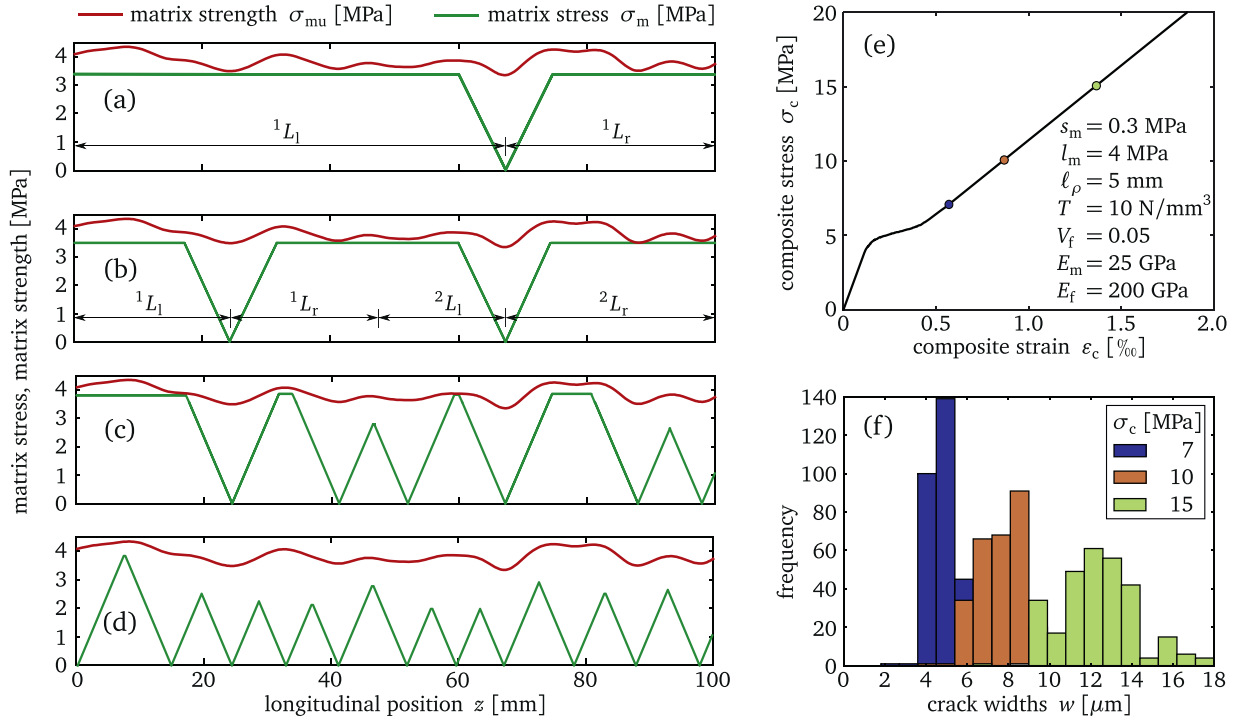 matrix strength σmu [MPa]
matrix stress σm [MPa]
matrix stress, matrix strength [MPa]
4
3
2
1
0
(a)
¹Lₗ
¹Lᵣ
4
3
2
1
0
(b)
¹Lₗ
¹Lᵣ
²Lₗ
²Lᵣ
4
3
2
1
0
(c)
4
3
2
1
0
(d)
0 20 40 60 80 100
longitudinal position z [mm]
(e)
composite stress σc [MPa]
20
15
10
5
0
sm = 0.3 MPa
lm = 4 MPa
ℓρ = 5 mm
T = 10 N/mm³
Vf = 0.05
Em = 25 GPa
Ef = 200 GPa
0 0.5 1.0 1.5 2.0
composite strain εc [‰]
(f)
frequency
140
120
100
80
60
40
20
0
σc [MPa]
7
10
15
0 2 4 6 8 10 12 14 16 18
crack widths w [μm]